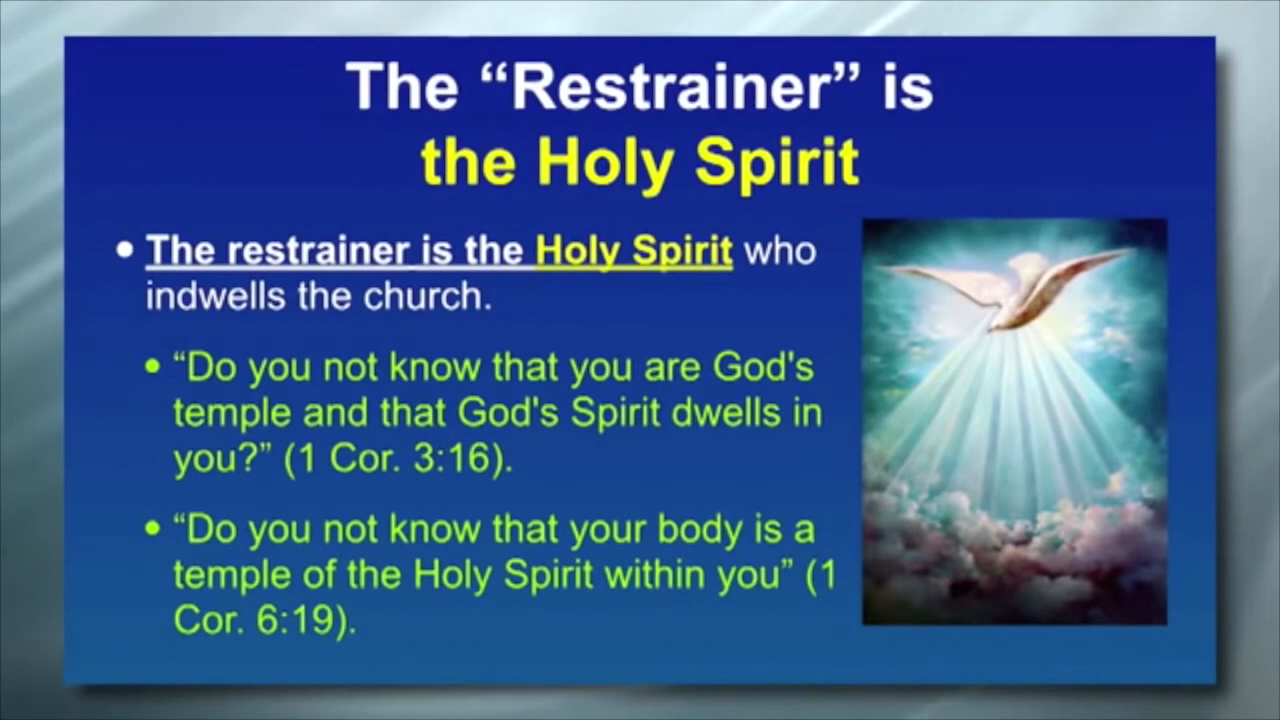 The “Restrainer” is
the Holy Spirit
• The restrainer is the Holy Spirit who
indwells the church.
• “Do you not know that you are God's
temple and that God's Spirit dwells in
you?” (1 Cor. 3:16).
• “Do you not know that your body is a
temple of the Holy Spirit within you” (1
Cor. 6:19).